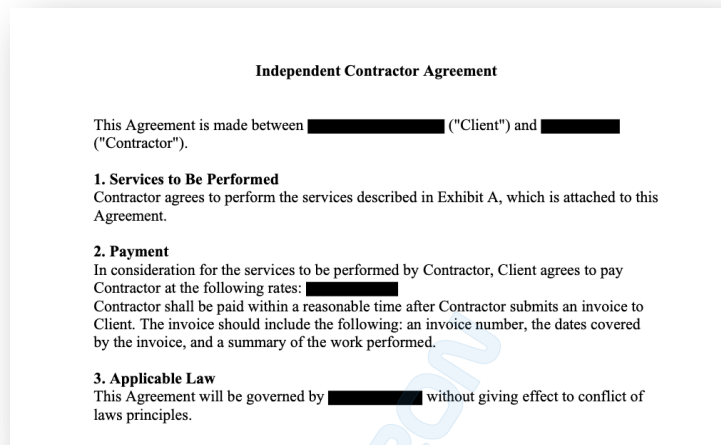 Independent Contractor Agreement
This Agreement is made between ("Client") and
("Contractor").
1. Services to Be Performed
Contractor agrees to perform the services described in Exhibit A, which is attached to this
Agreement.
2. Payment
In consideration for the services to be performed by Contractor, Client agrees to pay
Contractor at the following rates:
Contractor shall be paid within a reasonable time after Contractor submits an invoice to
Client. The invoice should include the following: an invoice number, the dates covered
by the invoice, and a summary of the work performed.
3. Applicable Law
This Agreement will be governed by without giving effect to conflict of
laws principles.